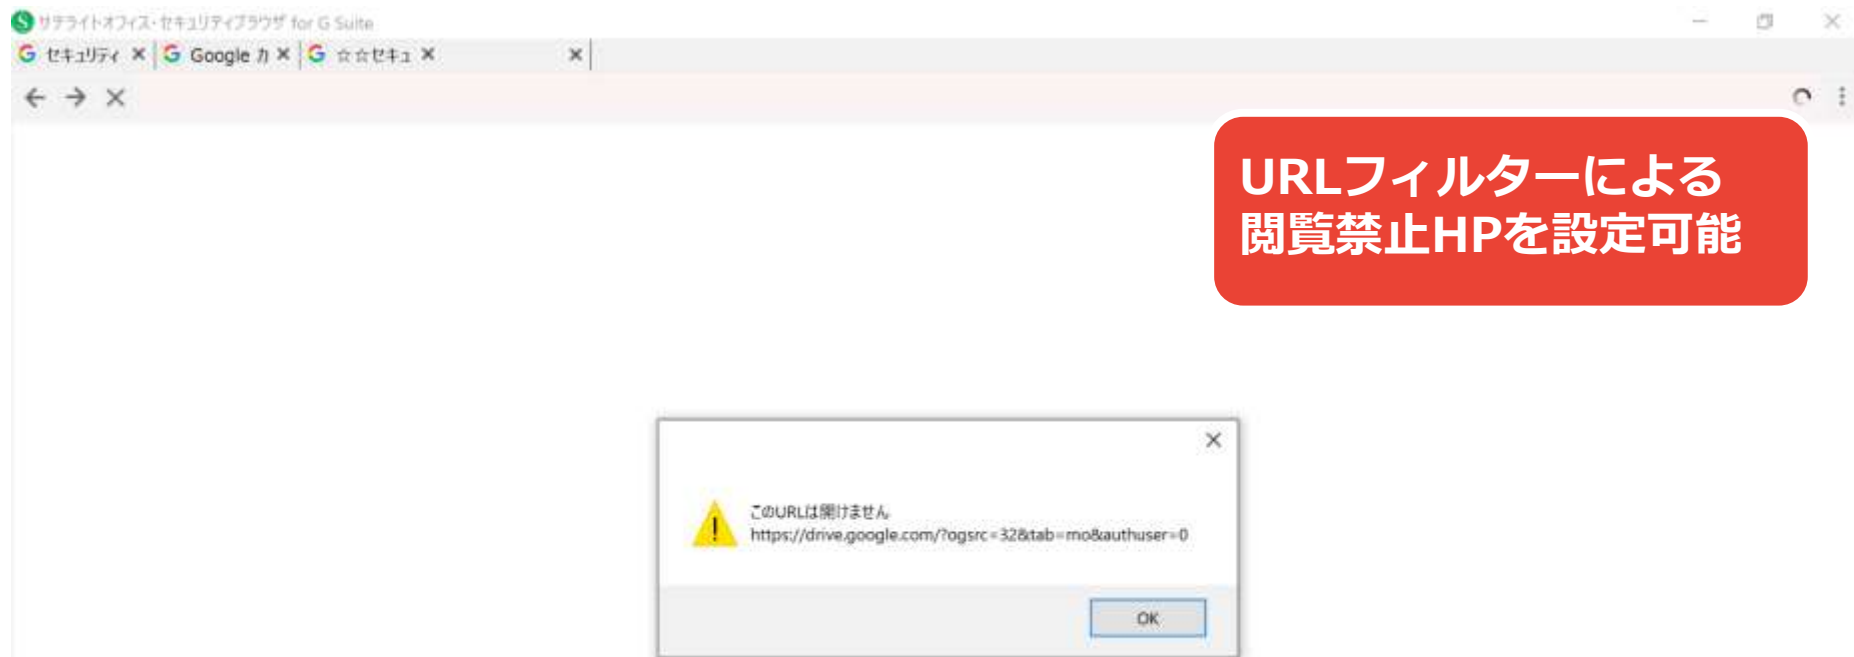 サテライトオフィス・セキュリティブラウザ for G Suite
セキュリティ Google カ ☆☆セキュ
URLフィルターによる
閲覧禁止HPを設定可能
このURLは開けません
https://drive.google.com/?ogsrc=32&tab=mo&authuser=0
OK